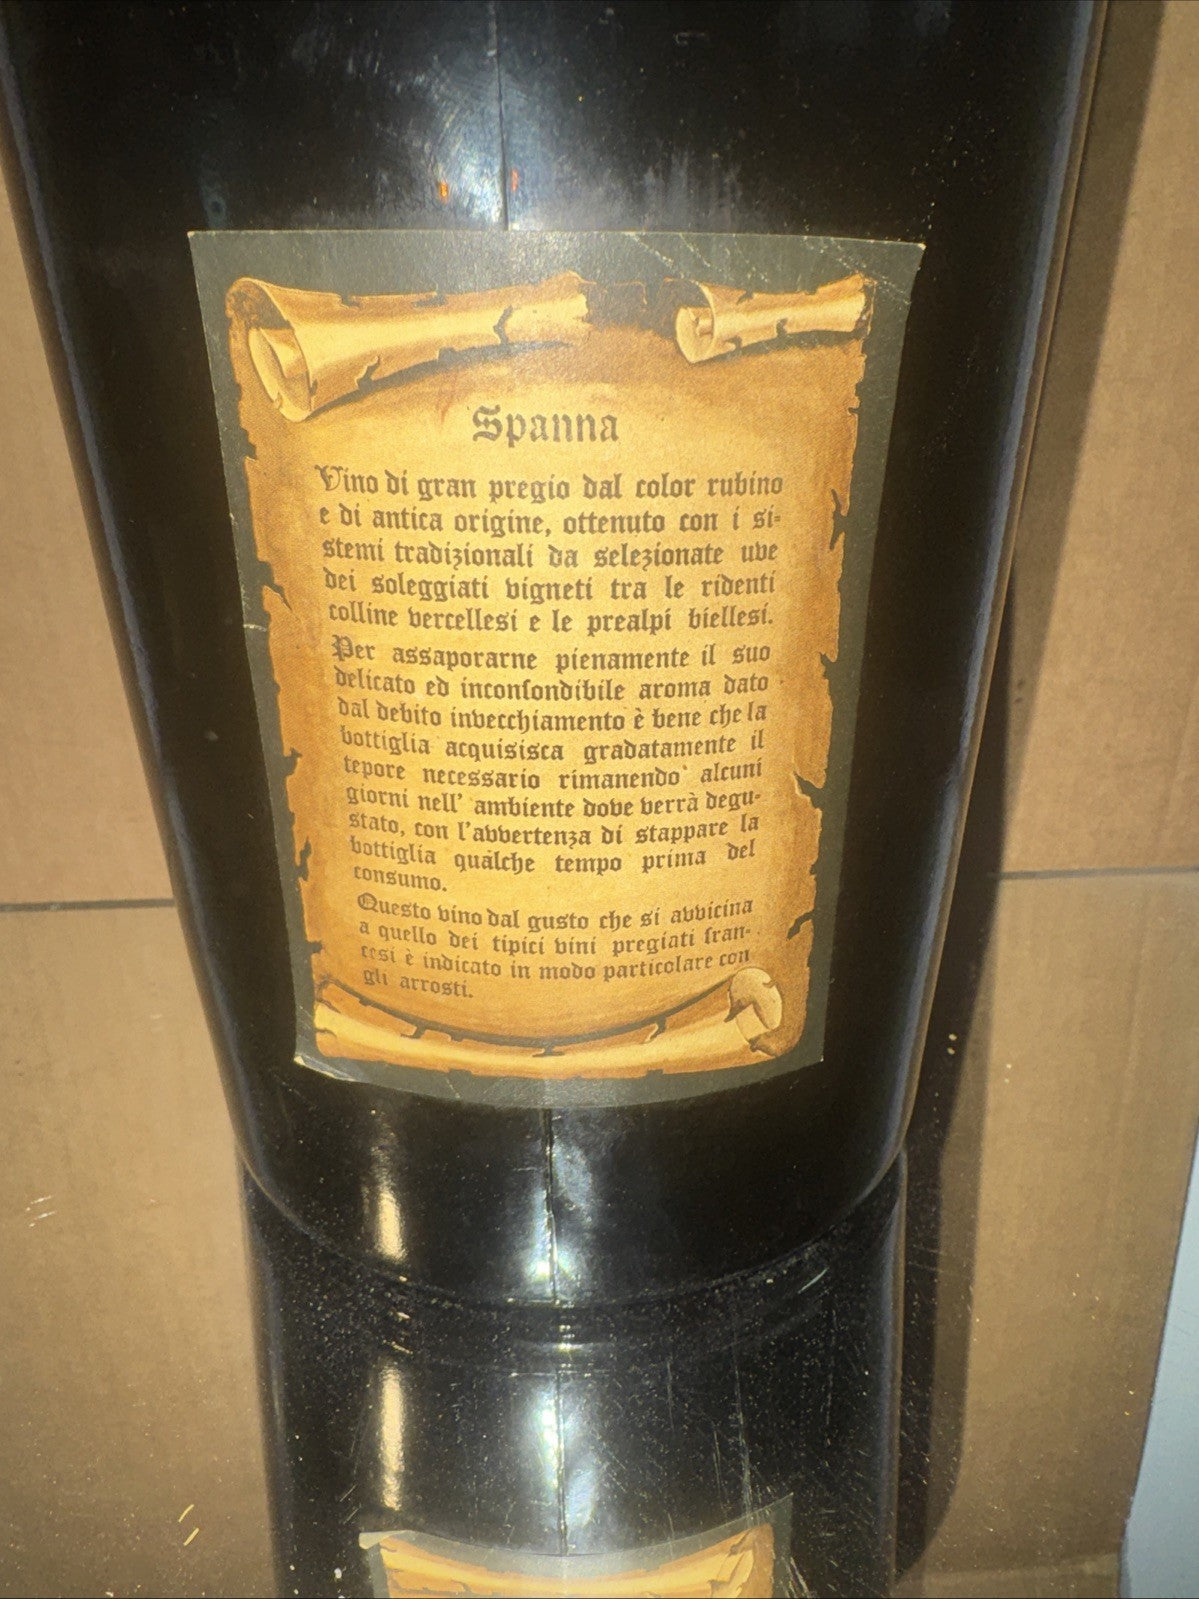 Spanna
Vino di gran pregio dal color rubino
e di antica origine, ottenuto con i si=
stemi tradizionali da selezionate uve
dei soleggiati vigneti tra le ridenti
colline vercellesi e le prealpi biellesi.
Per assaporarne pienamente il suo
delicato ed inconfondibile aroma dato
dal debito invecchiamento è bene che la
bottiglia acquisisca gradatamente il
tepore necessario rimanendo alcuni
giorni nell' ambiente dove verrà degu-
stato, con l'avvertenza di stappare la
bottiglia qualche tempo prima del
consumo.
Questo vino dal gusto che si avvicina
a quello dei tipici vini pregiati fran-
cesi è indicato in modo particolare con
gli arrosti.